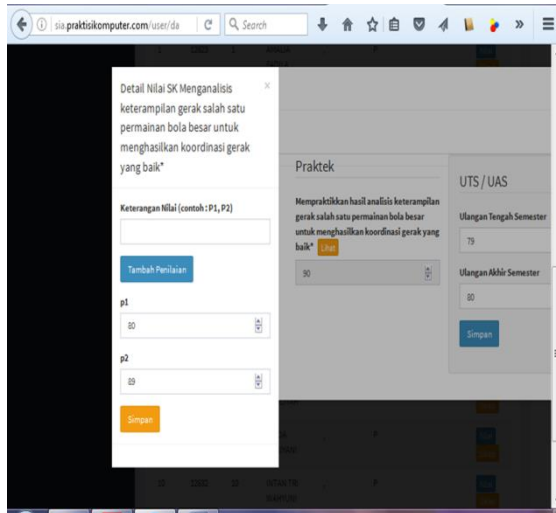 sia.praktisikomputer.com/user/da
Search
Detail Nilai SK Menganalisis
keterampilan gerak salah satu
permainan bola besar untuk
menghasilkan koordinasi gerak
yang baik"
×
Keterangan Nilai (contoh : P1, P2)
Tambah Penilaian
p1
80
p2
89
Simpan
Praktek
Mempraktikkan hasil analisis keterampilan
gerak salah satu permainan bola besar
untuk menghasilkan koordinasi gerak yang
baik" Lihat
90
UTS / UAS
Ulangan Tengah Semester
79
Ulangan Akhir Semester
80
Simpan
P
P
INTAN TRI
P